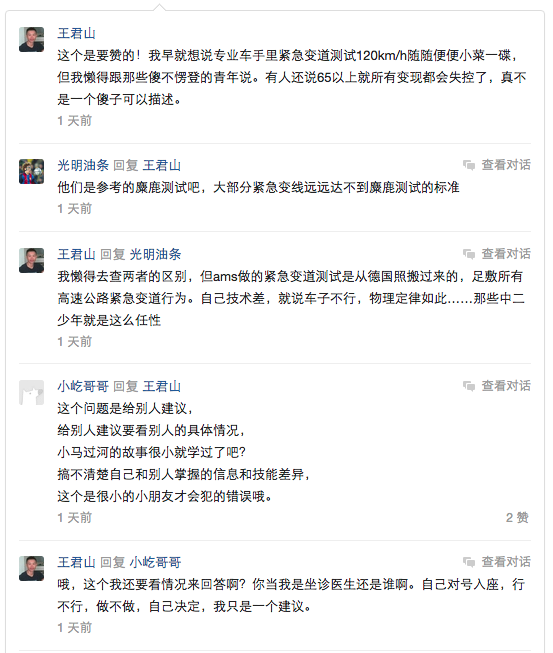 王君山
这个是要赞的！我早就想说专业车手里紧急变道测试120km/h随随便便小菜一碟，
但我懒得跟那些傻不愣登的青年说。有人还说65以上就所有变现都会失控了，真不
是一个傻子可以描述。
1 天前
光明油条 回复 王君山
查看对话
他们是参考的麋鹿测试吧，大部分紧急变线远远达不到麋鹿测试的标准
1 天前
王君山 回复 光明油条
查看对话
我懒得去查两者的区别，但ams做的紧急变道测试是从德国照搬过来的，足敷所有
高速公路紧急变道行为。自己技术差，就说车子不行，物理定律如此……那些中二
少年就是这么任性
1 天前
小屹哥哥 回复 王君山
查看对话
这个问题是给别人建议，
给别人建议要看别人的具体情况，
小马过河的故事很小就学过了吧？
搞不清楚自己和别人掌握的信息和技能差异，
这个是很小的小朋友才会犯的错误哦。
1 天前
2 赞
王君山 回复 小屹哥哥
查看对话
哦，这个我还要看情况来回答啊？你当我是坐诊医生还是谁啊。自己对号入座，行
不行，做不做，自己决定，我只是一个建议。
1 天前